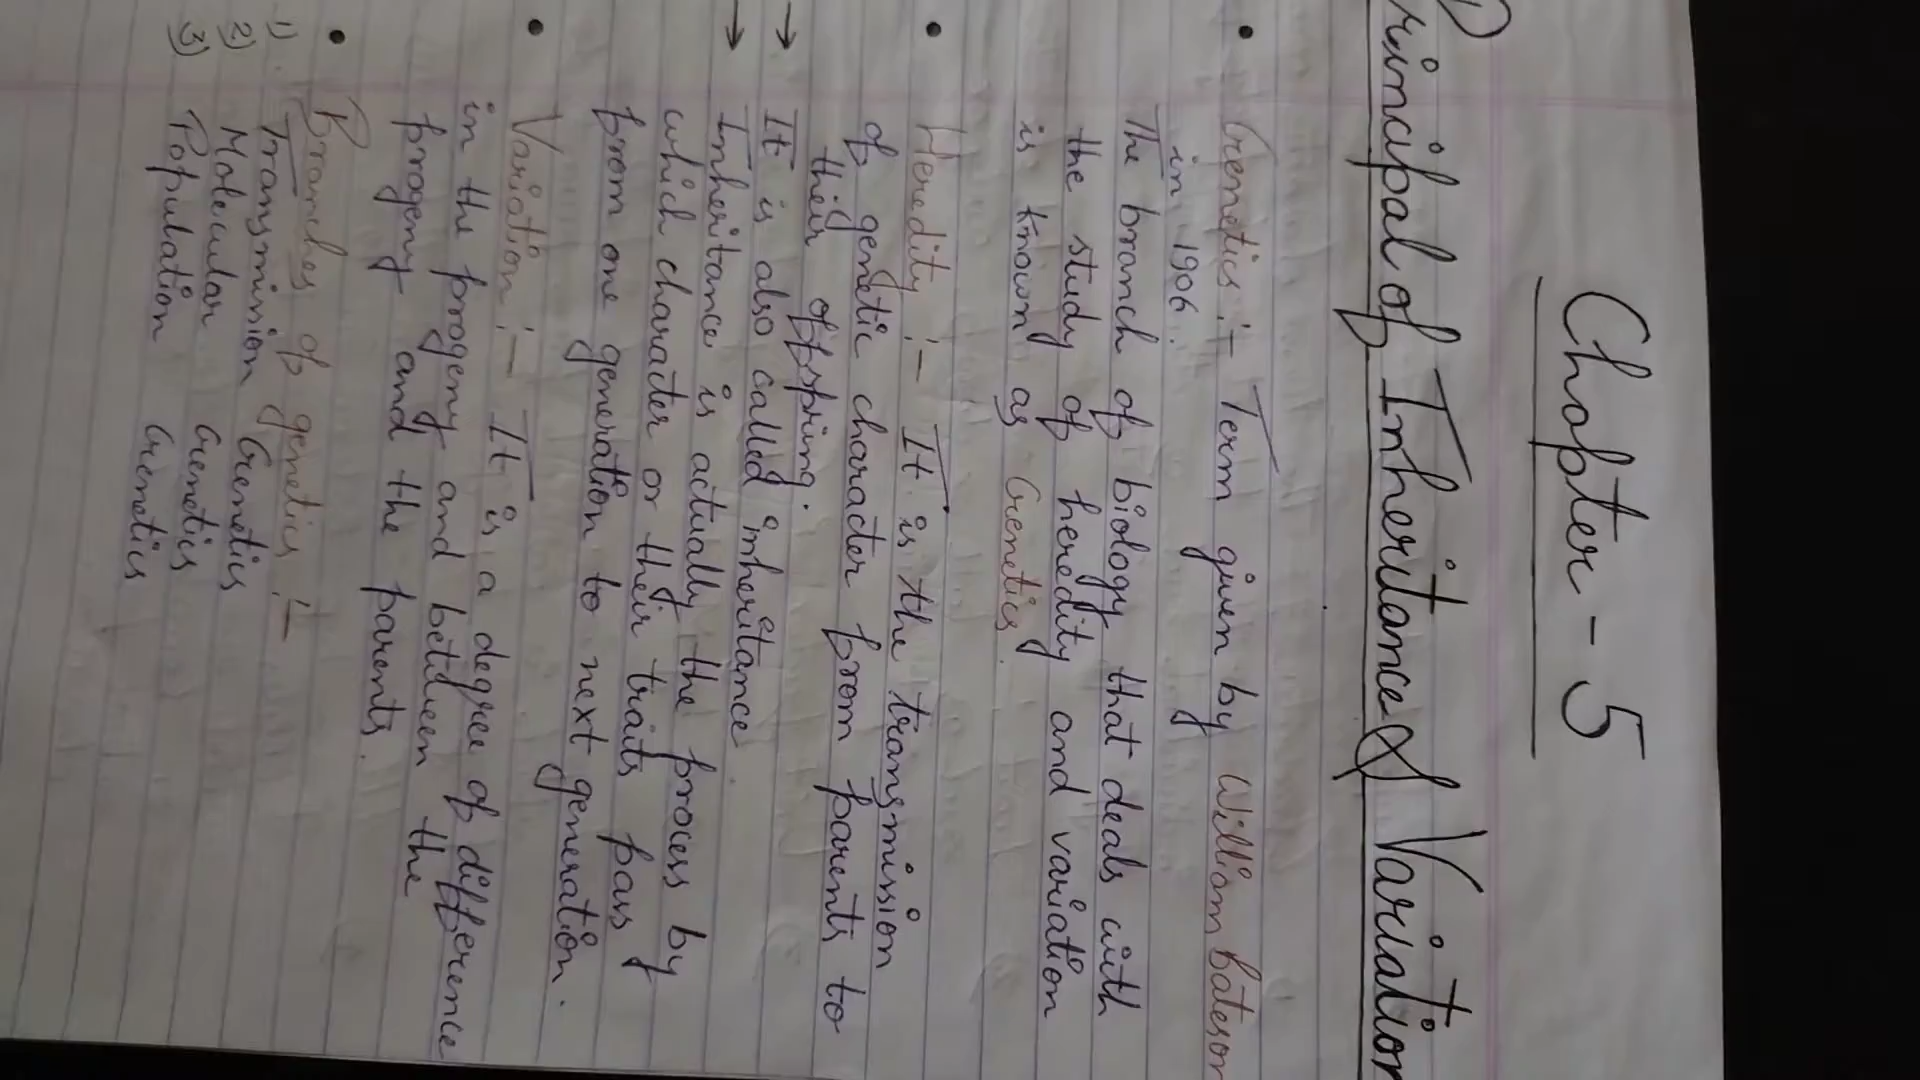 Chapter - 5
Principal of Inheritance & Variation
• Genetics :- Term given by William bateson
in 1906.
The branch of biology that deals with
the study of heredity and variation
is known as Genetics.
• Heredity :- It is the transmission
of genetic character from parents to
their offspring.
→ It is also called inheritance.
→ Inheritance is actually the process by
which character or their traits pass
from one generation to next generation.
• Variation :- It is a degree of difference
in the progeny and between the
progeny and the parents.
• Branches of genetics :-
1) Transmission Genetics
2) Molecular Genetics
3) Population Genetics